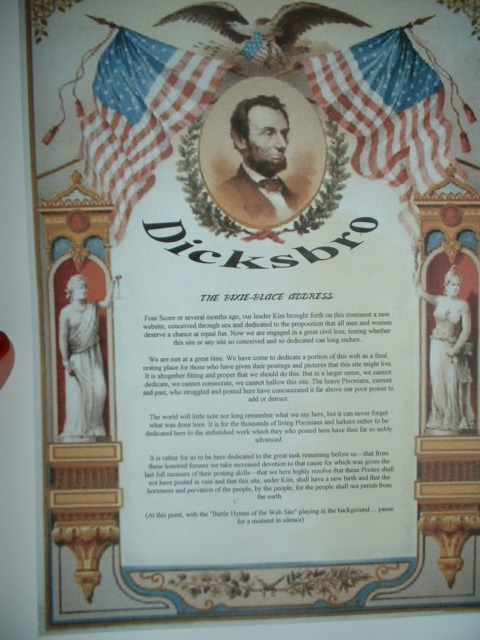 Dicksbro
THE PIXIE-PLACE ADDRESS
Four Score or several months ago, our leader Kim brought forth on this continent a new
website, conceived through sex and dedicated to the proposition that all men and women
deserve a chance at equal fun. Now we are engaged in a great civil loss, testing whether
this site or any site so conceived and so dedicated can long endure.
We are met at a great time. We have come to dedicate a portion of this web as a final
resting place for those who have given their postings and pictures that this site might live.
It is altogether fitting and proper that we should do this. But in a larger sense, we cannot
dedicate, we cannot consecrate, we cannot hallow this site. The brave Pixonians, current
and past, who struggled and posted here have consecrated it far above our poor power to
add or detract.
The world will little note nor long remember what we say here, but it can never forget
what was done here. It is for the thousands of living Pixonians and lurkers rather to be
dedicated here to the unfinished work which they who posted here have thus far so nobly
advanced.
It is rather for us to be here dedicated to the great task remaining before us—that from
these honored forums we take increased devotion to that cause for which was given the
last full measure of their posting skills—that we here highly resolve that these Pixies shall
not have posted in vain and that this site, under Kim, shall have a new birth and that the
horniness and pervation of the people, by the people, for the people shall not perish from
the earth.
(At this point, with the "Battle Hymn of the Web Site" playing in the background ... pause
for a moment in silence)